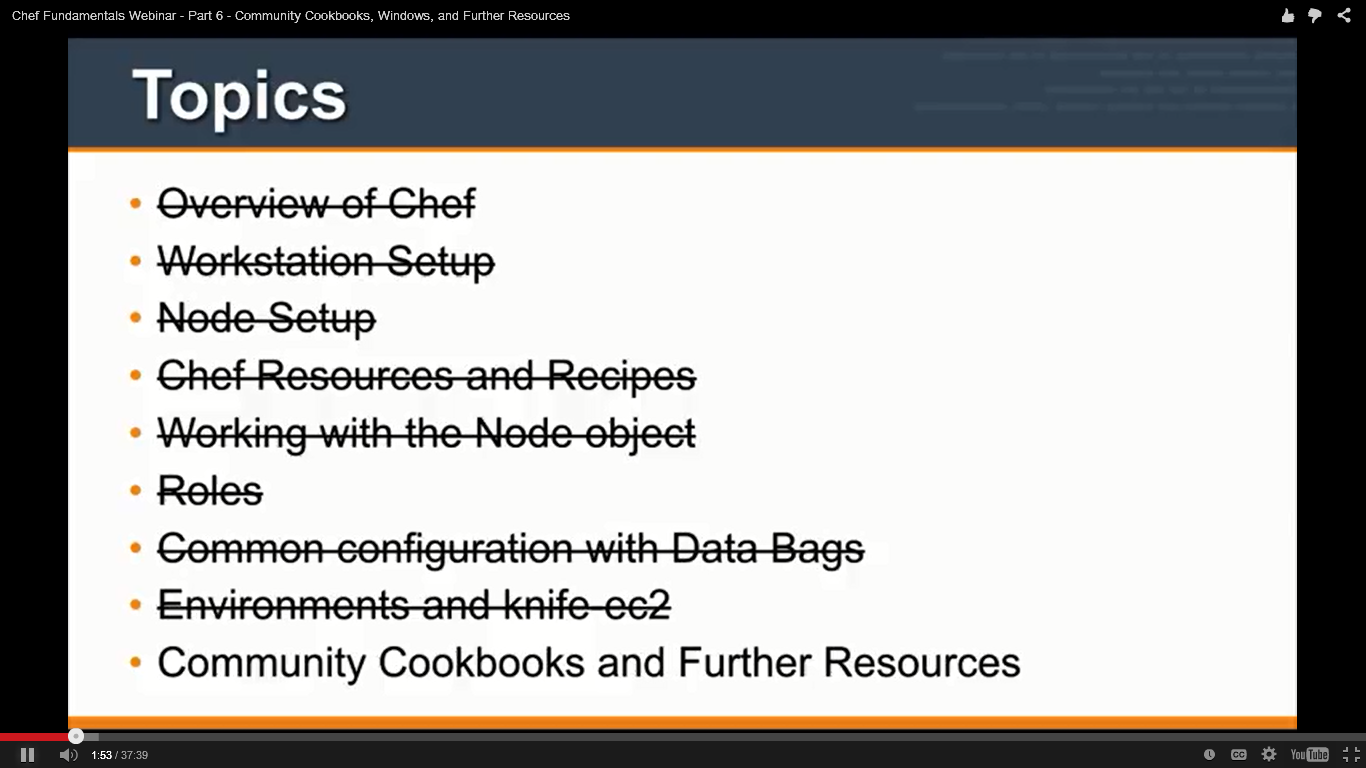 Chef Fundamentals Webinar - Part 6 - Community Cookbooks, Windows, and Further Resources
Topics
• Overview of Chef
• Workstation Setup
• Node Setup
• Chef Resources and Recipes
• Working with the Node object
• Roles
• Common configuration with Data Bags
• Environments and knife-ec2
• Community Cookbooks and Further Resources
1:53 / 37:39
CC
YouTube